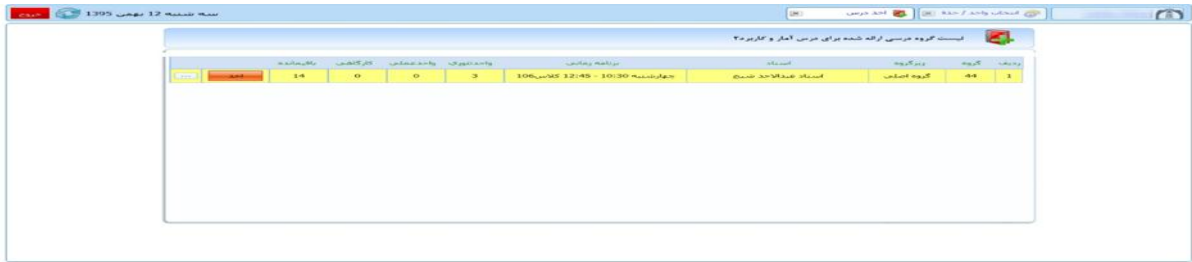 انتخاب واحد / حذف اخذ درس سه شنبه 12 بهمن 1395 خروج
لیست گروه درسی ارائه شده برای درس آمار و کاربرد2
ردیف گروه زیرگروه استاد برنامه زمانی واحدتئوری واحدعملی کارگاهی باقیمانده
1 44 گروه اصلی استاد عبدالاحد شیخ چهارشنبه 10:30 - 12:45 کلاس106 3 0 0 14 اخذ ...